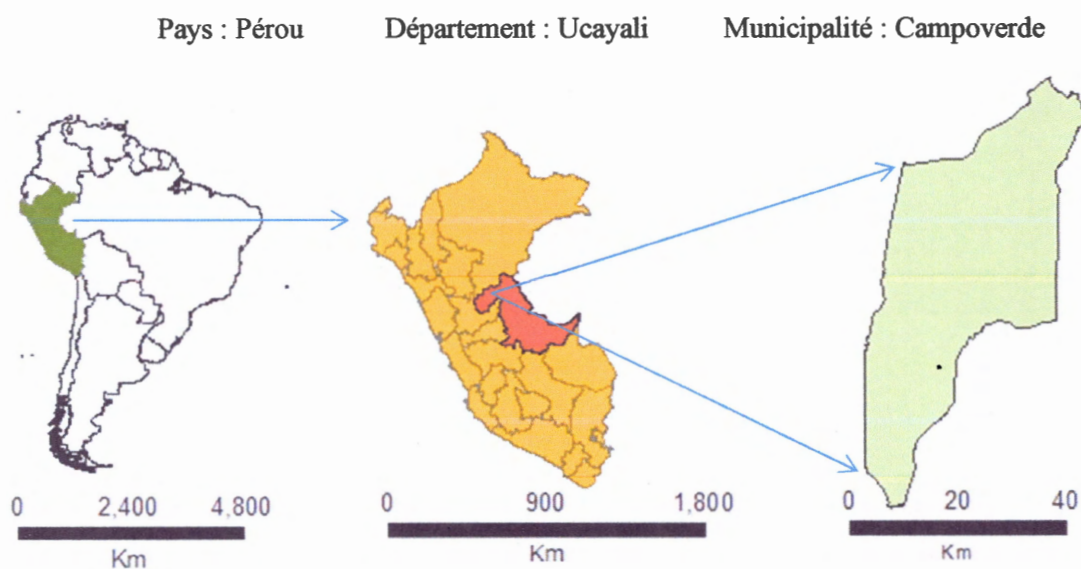 Pays : Pérou Département : Ucayali Municipalité : Campoverde
0 2,400 4,800
Km
0 900 1,800
Km
0 20 40
Km